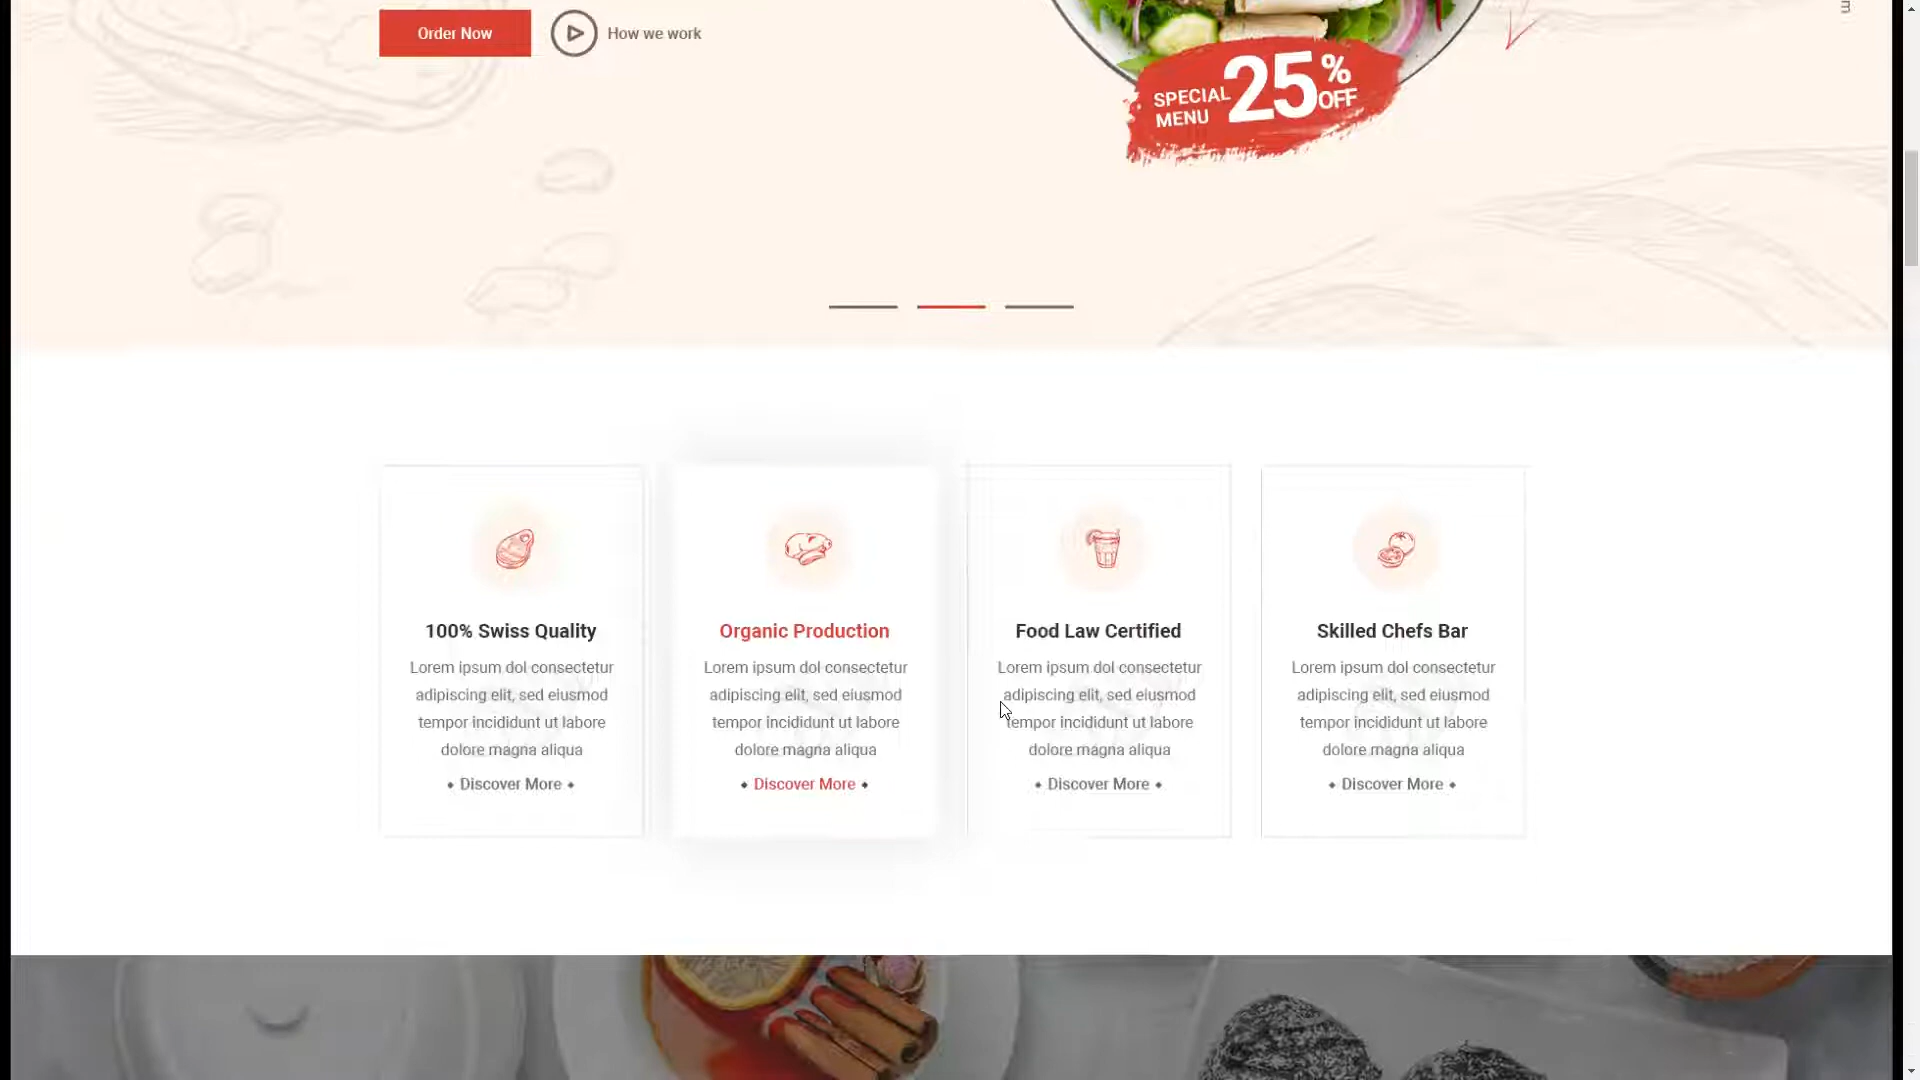 Order Now
How we work
SPECIAL
MENU
25
%
OFF
100% Swiss Quality
Lorem ipsum dol consectetur
adipiscing elit, sed eiusmod
tempor incididunt ut labore
dolore magna aliqua
Discover More
Organic Production
Lorem ipsum dol consectetur
adipiscing elit, sed eiusmod
tempor incididunt ut labore
dolore magna aliqua
Discover More
Food Law Certified
Lorem ipsum dol consectetur
adipiscing elit, sed eiusmod
tempor incididunt ut labore
dolore magna aliqua
Discover More
Skilled Chefs Bar
Lorem ipsum dol consectetur
adipiscing elit, sed eiusmod
tempor incididunt ut labore
dolore magna aliqua
Discover More